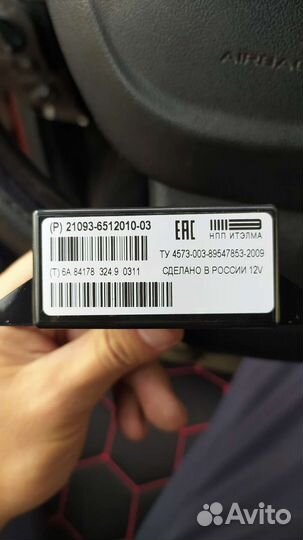 AIRBAG
(P) 21093-6512010-03
EAC
НПП ИТЭЛМА
ТУ 4573-003-89547853-2009
(T) 6A 84178 324 9 0311
СДЕЛАНО В РОССИИ 12V
Avito